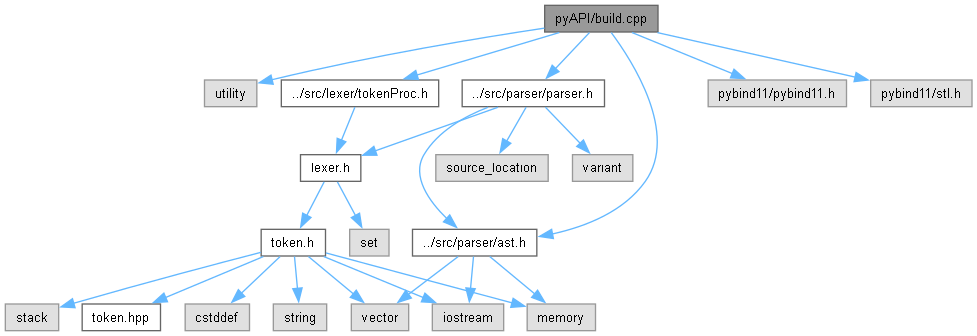 pyAPI/build.cpp
utility
../src/lexer/tokenProc.h
../src/parser/parser.h
pybind11/pybind11.h
pybind11/stl.h
lexer.h
source_location
variant
token.h
set
../src/parser/ast.h
stack
token.hpp
cstddef
string
vector
iostream
memory